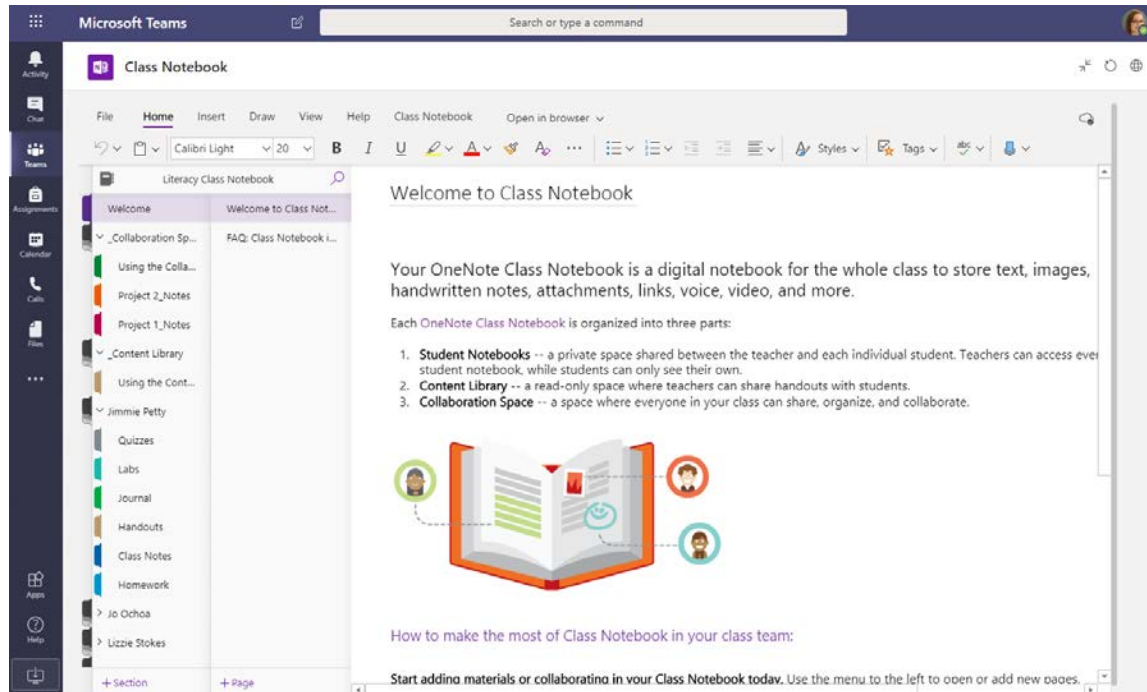 Microsoft Teams
Search or type a command
Activity
Chat
Teams
Assignments
Calendar
Calls
Files
Apps
Help
Class Notebook
File Home Insert Draw View Help Class Notebook Open in browser
Calibri Light 20 B I U A A ... Styles Tags abc
Literacy Class Notebook
Welcome
_Collaboration Sp...
Using the Colla...
Project 2_Notes
Project 1_Notes
_Content Library
Using the Cont...
Jimmie Petty
Quizzes
Labs
Journal
Handouts
Class Notes
Homework
Jo Ochoa
Lizzie Stokes
+ Section
Welcome to Class Not...
FAQ: Class Notebook i...
+ Page
Welcome to Class Notebook
Your OneNote Class Notebook is a digital notebook for the whole class to store text, images,
handwritten notes, attachments, links, voice, video, and more.
Each OneNote Class Notebook is organized into three parts:
1. Student Notebooks -- a private space shared between the teacher and each individual student. Teachers can access ever
student notebook, while students can only see their own.
2. Content Library -- a read-only space where teachers can share handouts with students.
3. Collaboration Space -- a space where everyone in your class can share, organize, and collaborate.
How to make the most of Class Notebook in your class team:
Start adding materials or collaborating in your Class Notebook today. Use the menu to the left to open or add new pages.